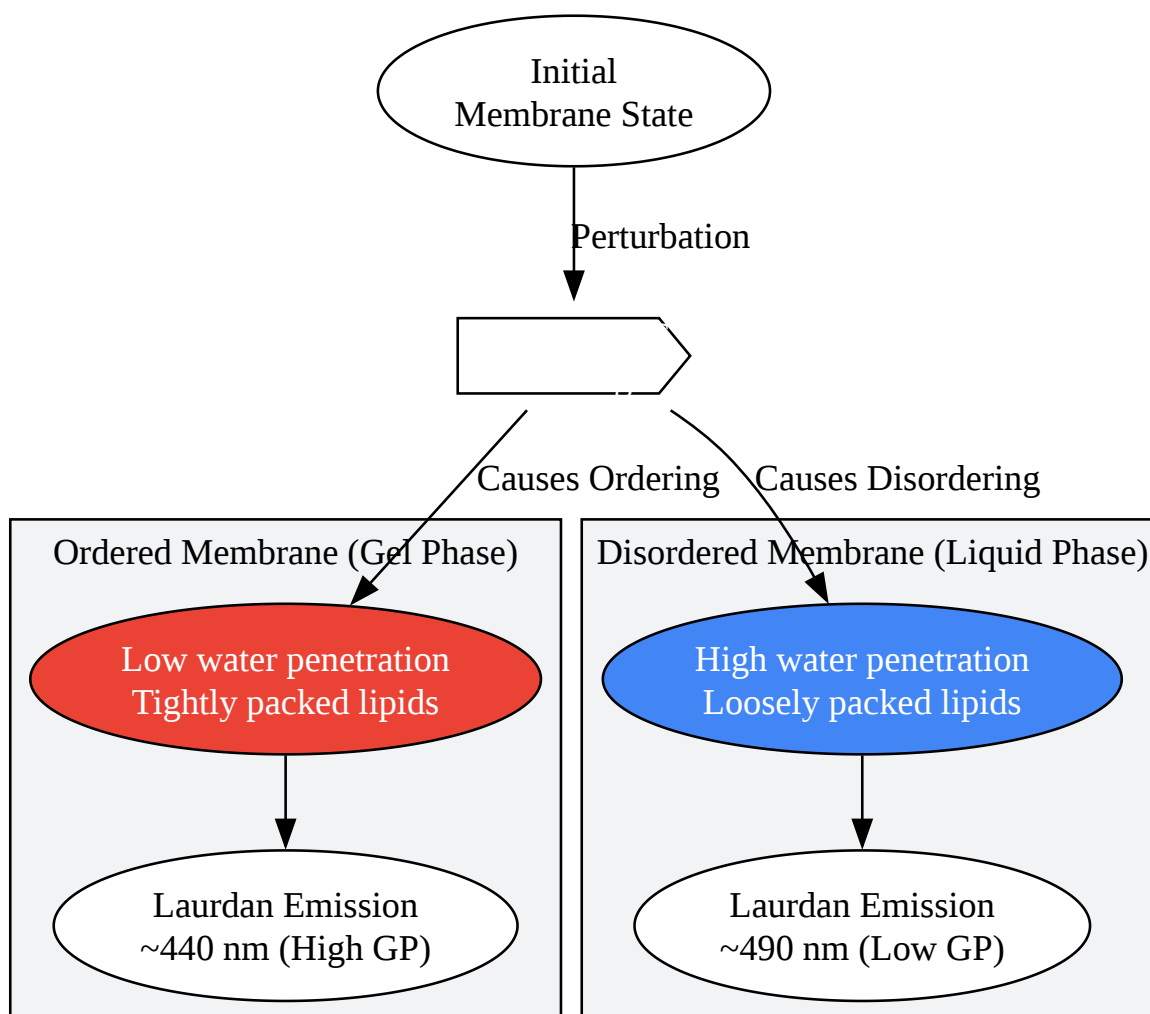 Initial
Membrane State
Perturbation
Causes Ordering
Causes Disordering
Ordered Membrane (Gel Phase)
Disordered Membrane (Liquid Phase)
Low water penetration
Tightly packed lipids
High water penetration
Loosely packed lipids
Laurdan Emission
~440 nm (High GP)
Laurdan Emission
~490 nm (Low GP)